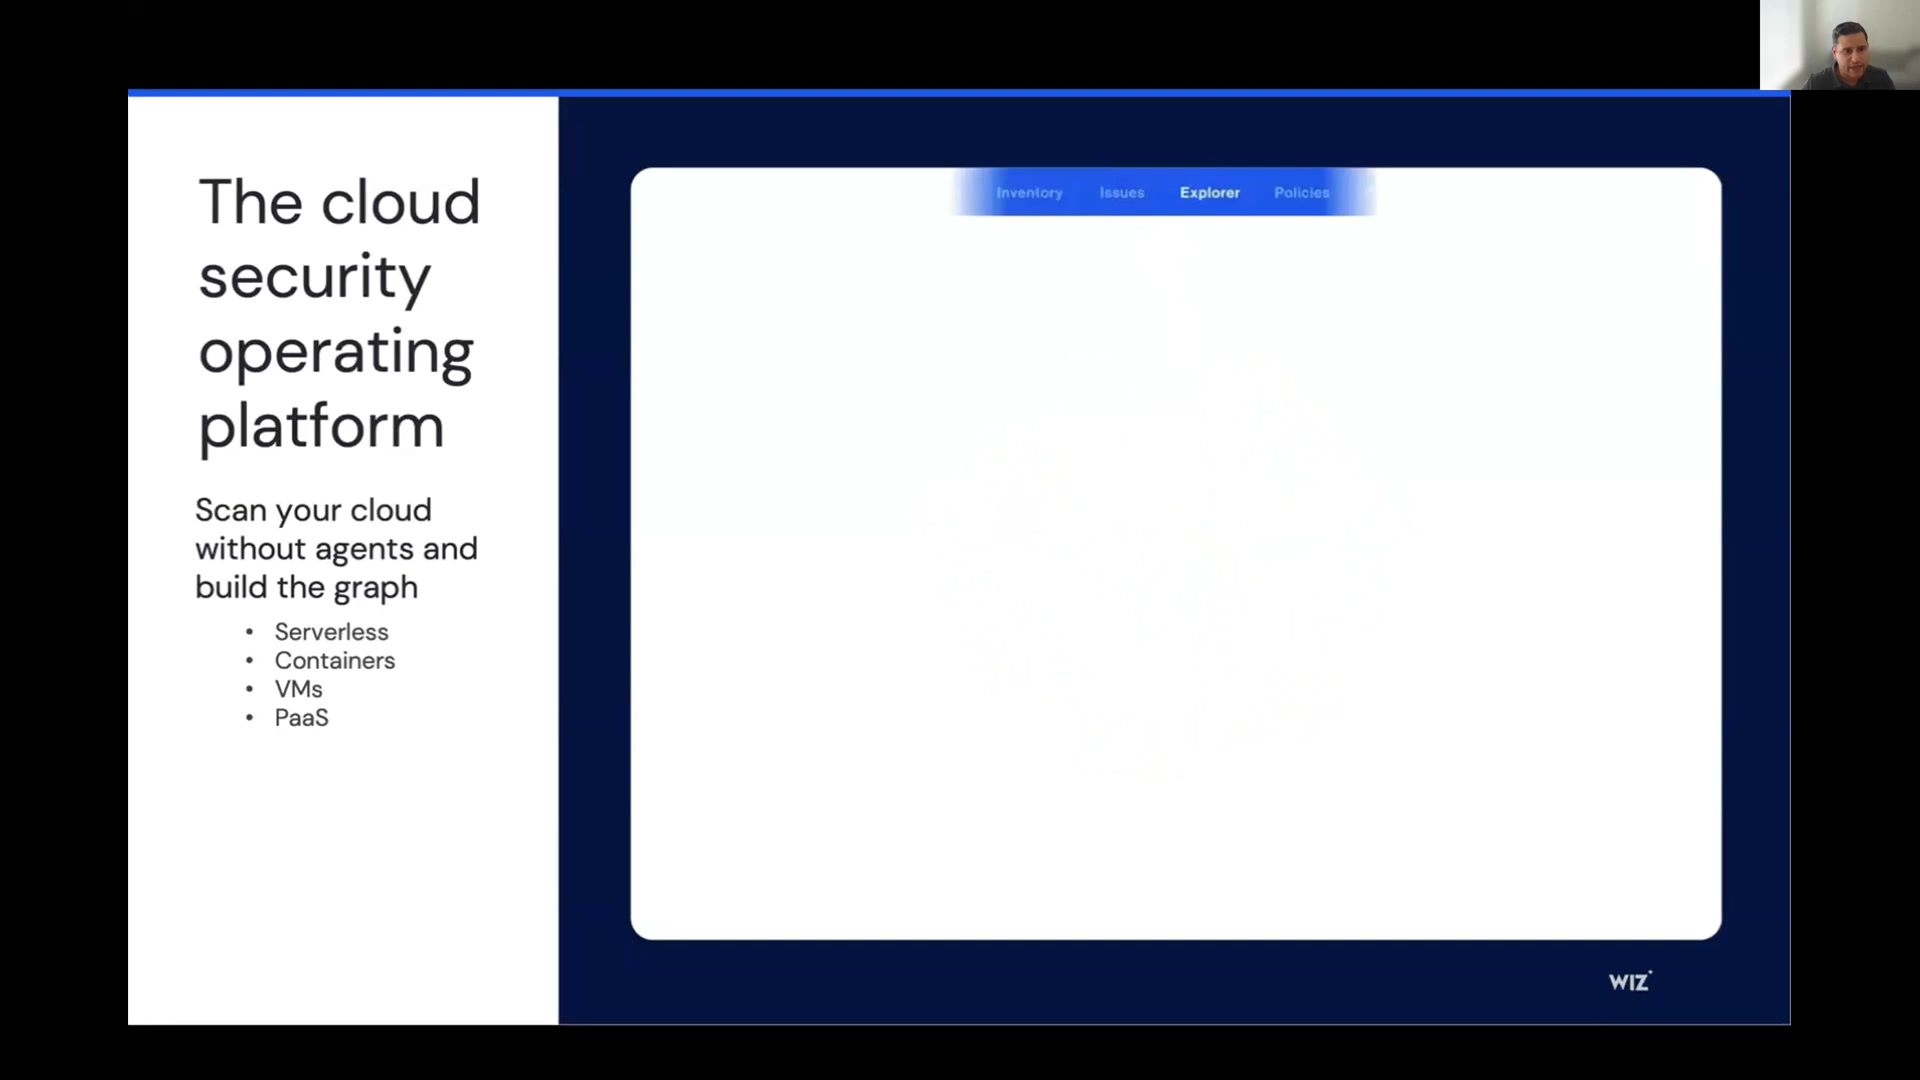 The cloud
security
operating
platform
Scan your cloud
without agents and
build the graph
• Serverless
• Containers
• VMs
• PaaS
Inventory Issues Explorer Policies
WIZ